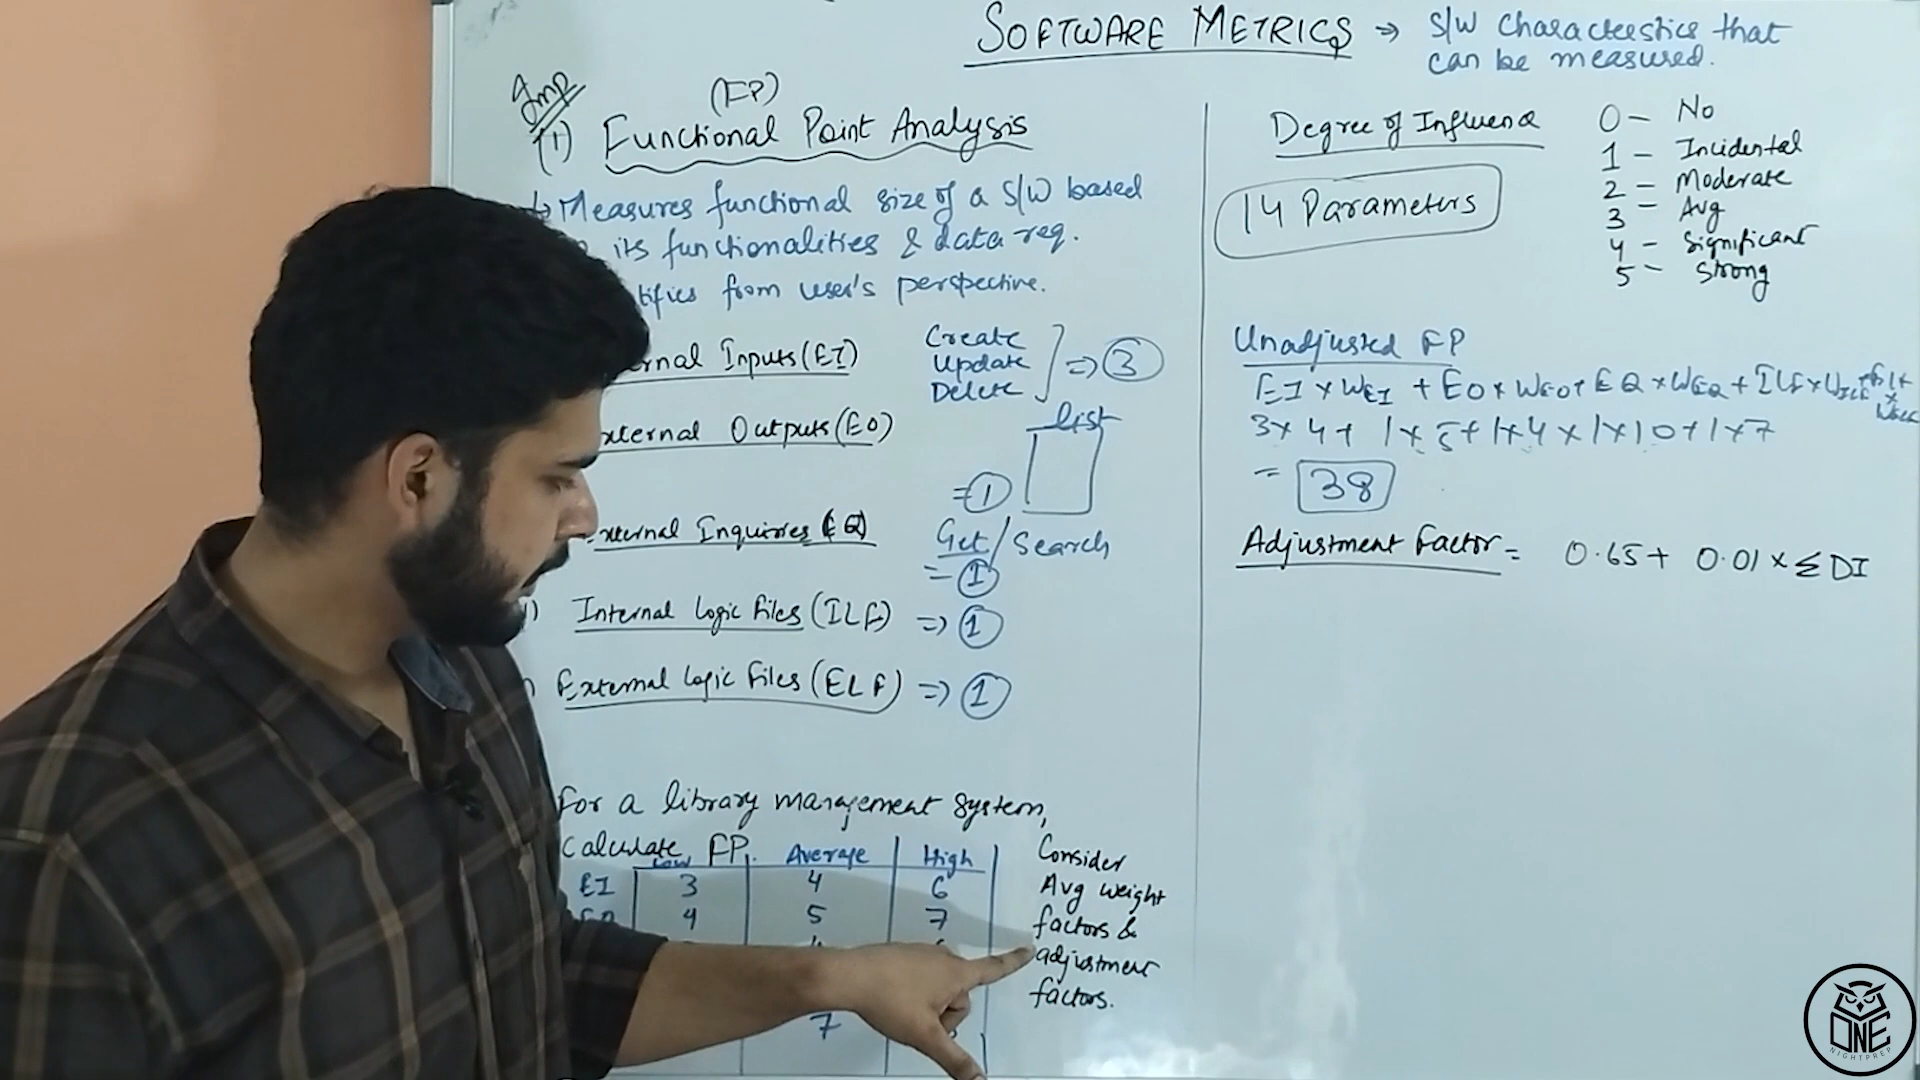 SOFTWARE METRICS → S/W Characteristics that
can be measured.
Imp
(FP)
(1) Functional Point Analysis
→ Measures functional size of a S/W based
its functionalities & data req.
tifies from user's perspective.
ernal Inputs (EI)
Create
Update
Delete
=> 3
xternal Outputs (EO)
list
= 1
xternal Inquiries (EQ)
Get / Search
= 1
Internal Logic Files (ILF) => 1
External Logic Files (ELF) => 1
For a library management system,
Calculate FP.
Low Average High
EI 3 4 6
EO 4 5 7
7
Consider
Avg weight
factors &
adjustment
factors.
Degree of Influence
14 Parameters
0 - No
1 - Incidental
2 - Moderate
3 - Avg
4 - Significant
5 - Strong
Unadjusted FP
EI x WEI + EO x WEO + EQ x WEQ + ILF x WILF +
3 x 4 + 1 x 5 + 1 x 4 x 1 x 10 + 1 x 7
= 38
Adjustment Factor = 0.65 + 0.01 x Σ DI
ONE
NIGHTPREP